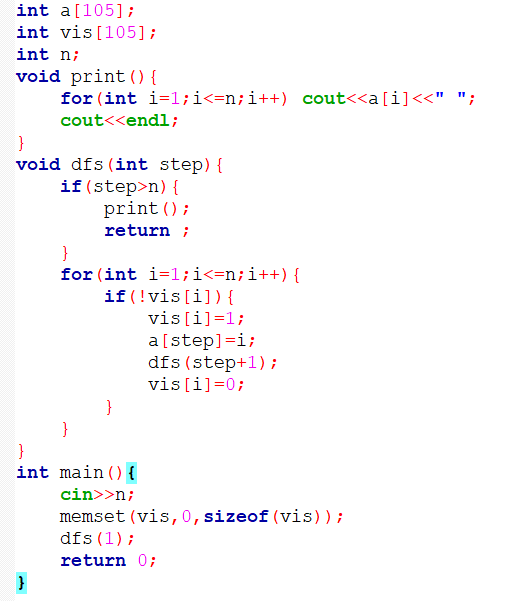 int a[105];
int vis[105];
int n;
void print(){
    for(int i=1;i<=n;i++) cout<<a[i]<<" ";
    cout<<endl;
}
void dfs(int step){
    if(step>n){
        print();
        return ;
    }
    for(int i=1;i<=n;i++){
        if(!vis[i]){
            vis[i]=1;
            a[step]=i;
            dfs(step+1);
            vis[i]=0;
        }
    }
}
int main(){
    cin>>n;
    memset(vis,0,sizeof(vis));
    dfs(1);
    return 0;
}